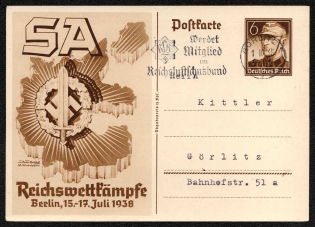 SA
Reichswettkämpfe
Berlin, 15.-17. Juli 1938
Postkarte
Werdet
Mitglied
im
Reichsluftschutzbund
6
Deutsches Reich
Herrn
Kittler
Görlitz
Bahnhofstr. 51 a